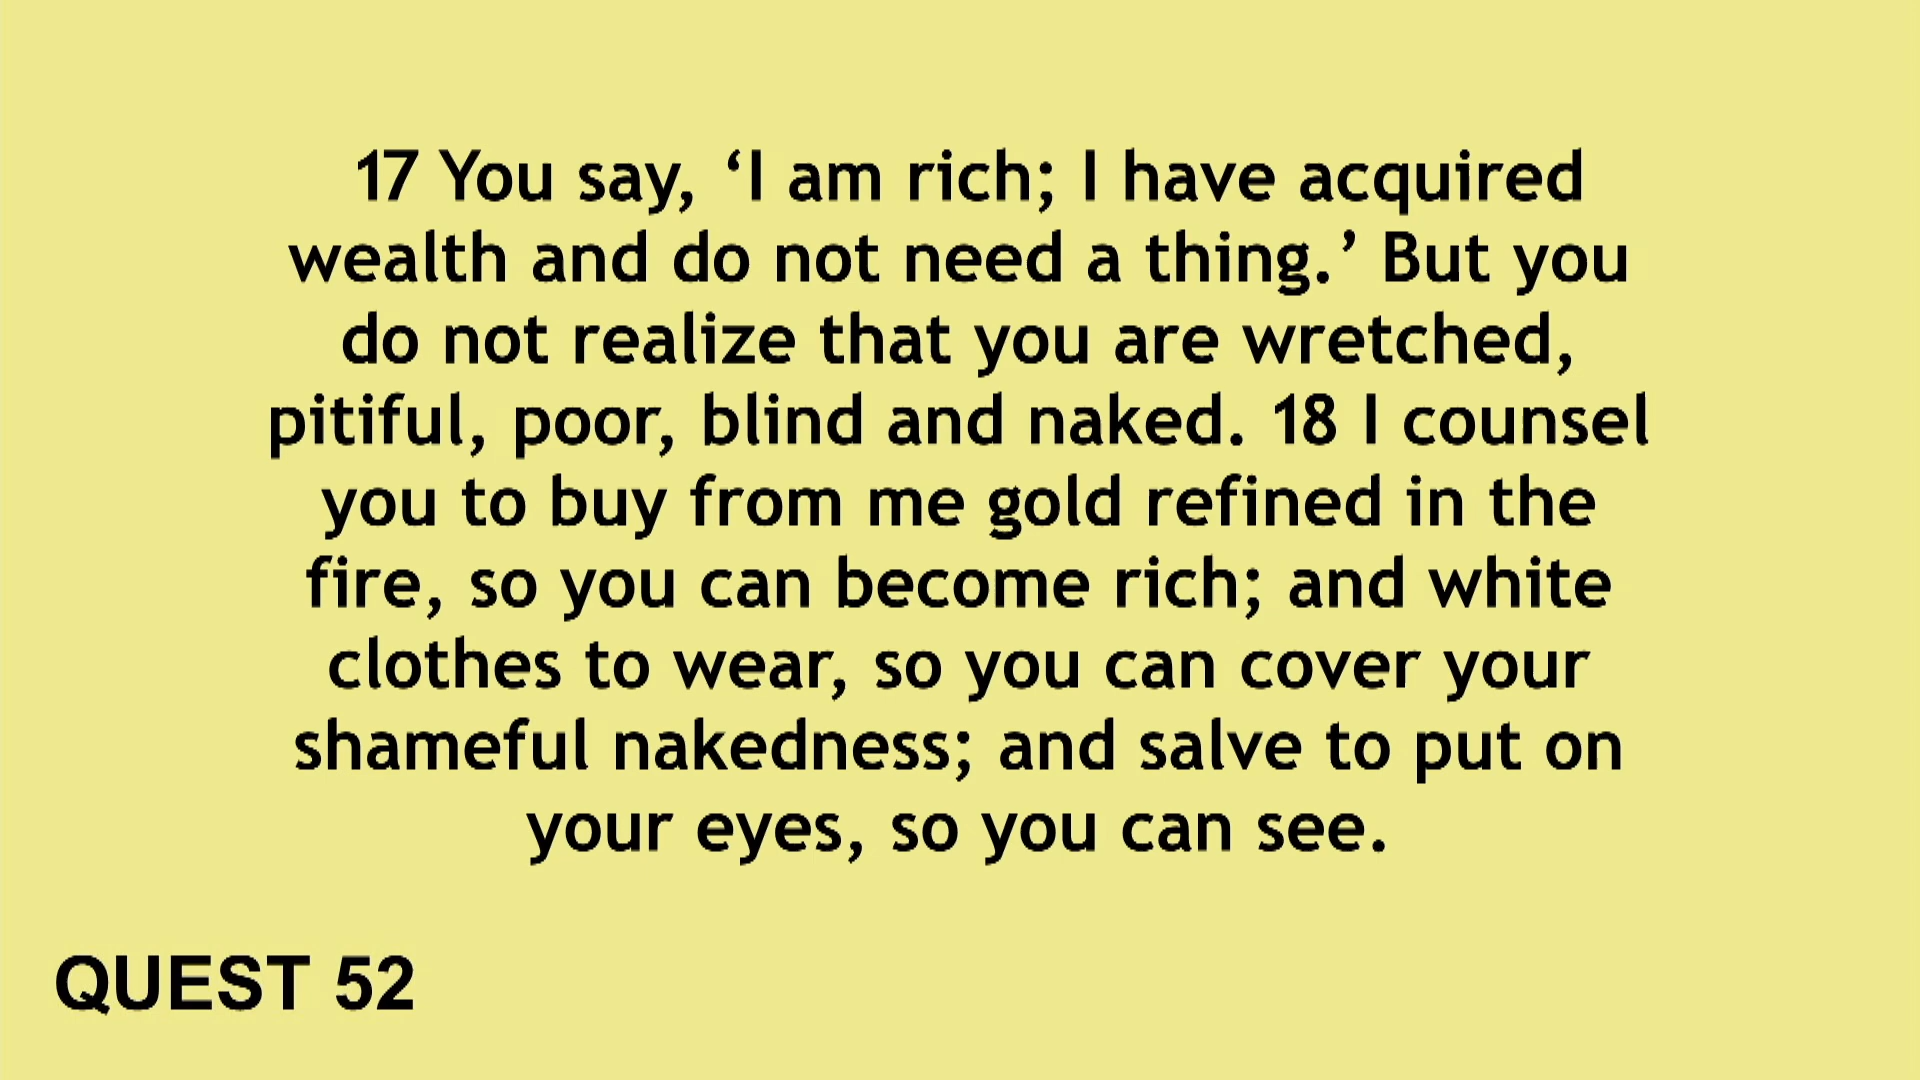 17 You say, ‘I am rich; I have acquired
wealth and do not need a thing.’ But you
do not realize that you are wretched,
pitiful, poor, blind and naked. 18 I counsel
you to buy from me gold refined in the
fire, so you can become rich; and white
clothes to wear, so you can cover your
shameful nakedness; and salve to put on
your eyes, so you can see.
QUEST 52